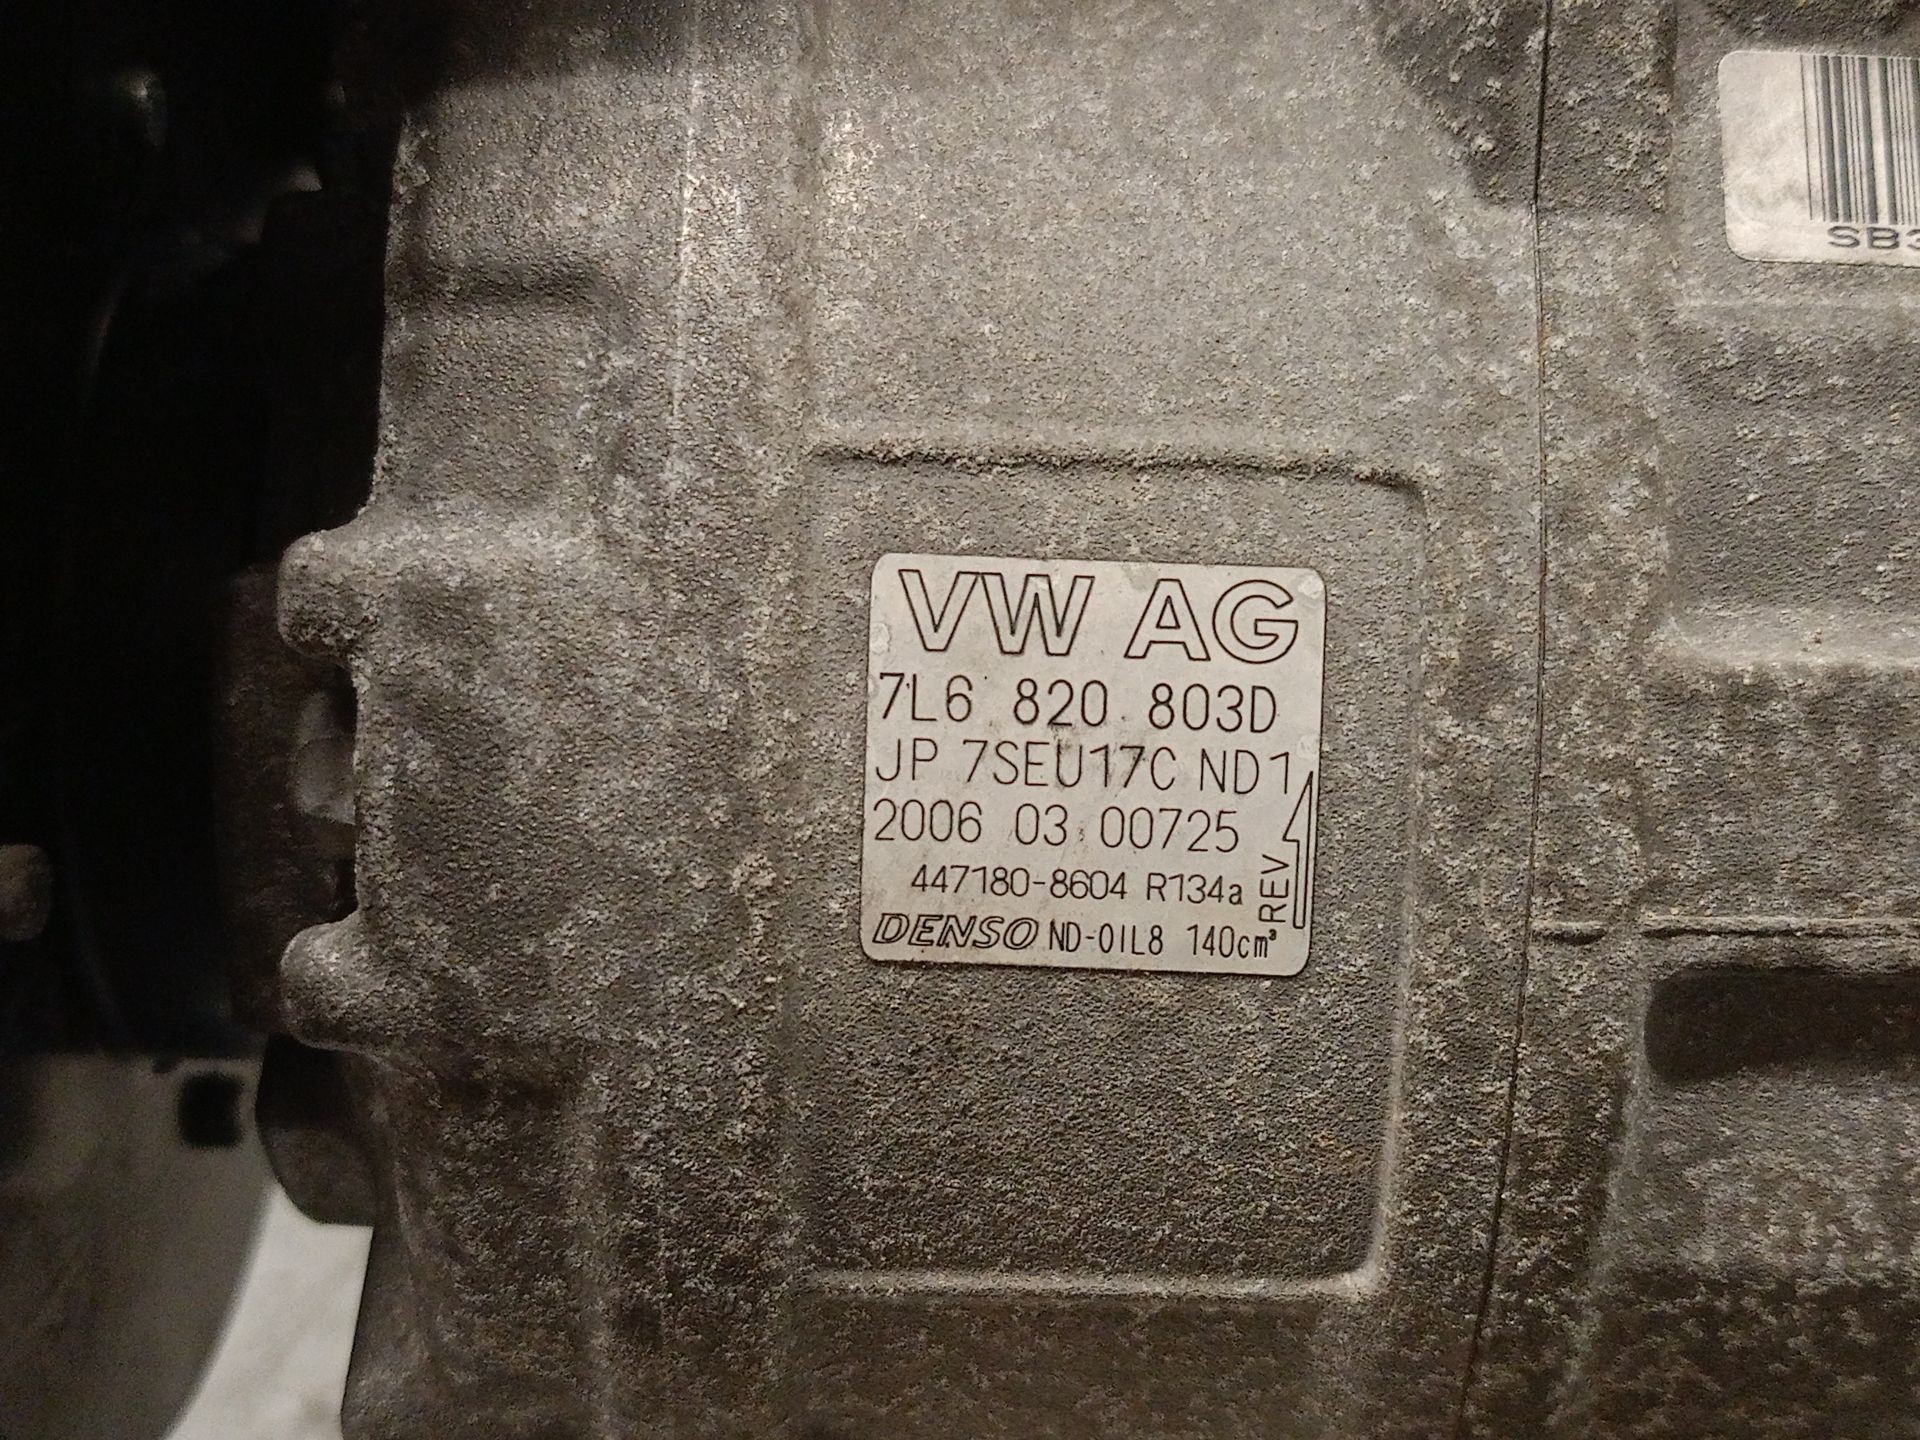 SB3
VW AG
7L6 820 803D
JP 7SEU17C ND1
2006 03 00725
447180-8604 R134a
REV
DENSO ND-OIL8 140cm³